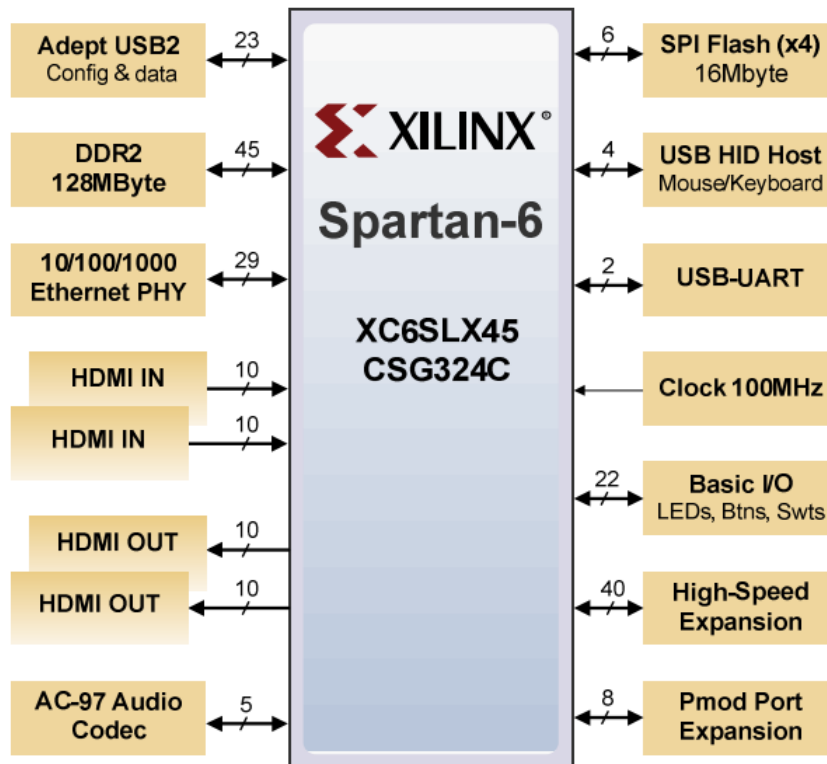 Adept USB2
Config & data
23
DDR2
128MByte
45
10/100/1000
Ethernet PHY
29
HDMI IN
10
HDMI IN
10
HDMI OUT
10
HDMI OUT
10
AC-97 Audio
Codec
5
XILINX®
Spartan-6
XC6SLX45
CSG324C
6
SPI Flash (x4)
16Mbyte
4
USB HID Host
Mouse/Keyboard
2
USB-UART
Clock 100MHz
22
Basic I/O
LEDs, Btns, Swts
40
High-Speed
Expansion
8
Pmod Port
Expansion